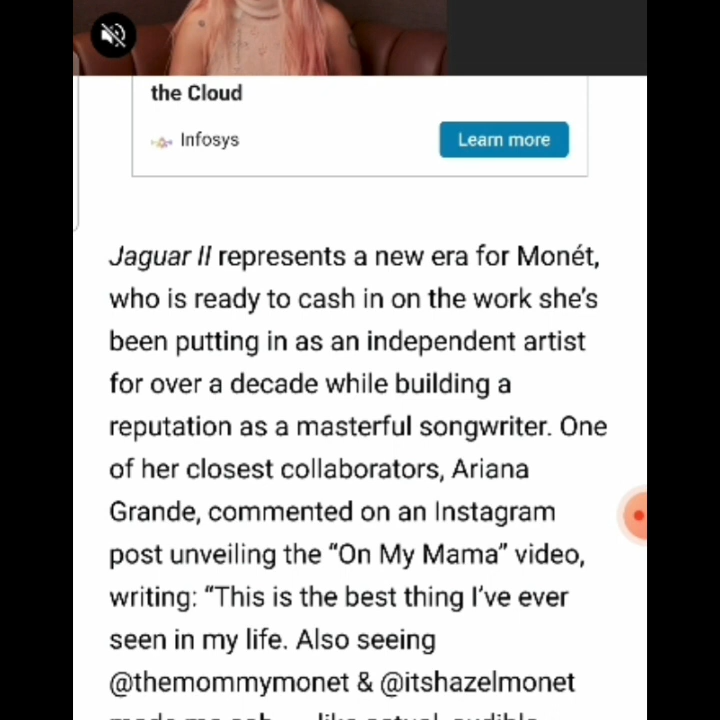 the Cloud
Infosys
Learn more
Jaguar II represents a new era for Monét,
who is ready to cash in on the work she's
been putting in as an independent artist
for over a decade while building a
reputation as a masterful songwriter. One
of her closest collaborators, Ariana
Grande, commented on an Instagram
post unveiling the “On My Mama” video,
writing: “This is the best thing I've ever
seen in my life. Also seeing
@themommymonet & @itshazelmonet